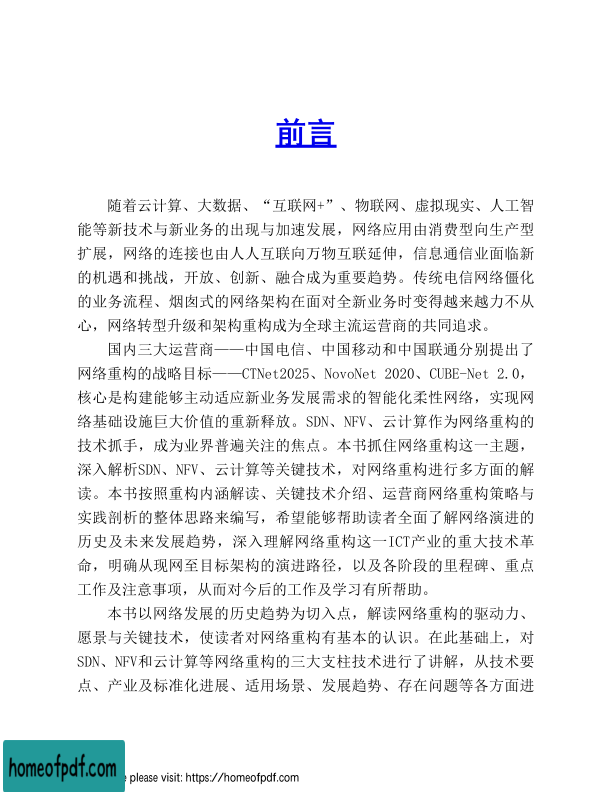 前言
随着云计算、大数据、“互联网+”、物联网、虚拟现实、人工智
能等新技术与新业务的出现与加速发展，网络应用由消费型向生产型
扩展，网络的连接也由人人互联向万物互联延伸，信息通信业面临新
的机遇和挑战，开放、创新、融合成为重要趋势。传统电信网络僵化
的业务流程、烟囱式的网络架构在面对全新业务时变得越来越力不从
心，网络转型升级和架构重构成为全球主流运营商的共同追求。
国内三大运营商——中国电信、中国移动和中国联通分别提出了
网络重构的战略目标——CTNet2025、NovoNet 2020、CUBE-Net 2.0，
核心是构建能够主动适应新业务发展需求的智能化柔性网络，实现网
络基础设施巨大价值的重新释放。SDN、NFV、云计算作为网络重构的
技术抓手，成为业界普遍关注的焦点。本书抓住网络重构这一主题，
深入解析SDN、NFV、云计算等关键技术，对网络重构进行多方面的解
读。本书按照重构内涵解读、关键技术介绍、运营商网络重构策略与
实践剖析的整体思路来编写，希望能够帮助读者全面了解网络演进的
历史及未来发展趋势，深入理解网络重构这一ICT产业的重大技术革
命，明确从现网至目标架构的演进路径，以及各阶段的里程碑、重点
工作及注意事项，从而对今后的工作及学习有所帮助。
本书以网络发展的历史趋势为切入点，解读网络重构的驱动力、
愿景与关键技术，使读者对网络重构有基本的认识。在此基础上，对
SDN、NFV和云计算等网络重构的三大支柱技术进行了讲解，从技术要
点、产业及标准化进展、适用场景、发展趋势、存在问题等各方面进
homeofpdf.com
e please visit: https://homeofpdf.com